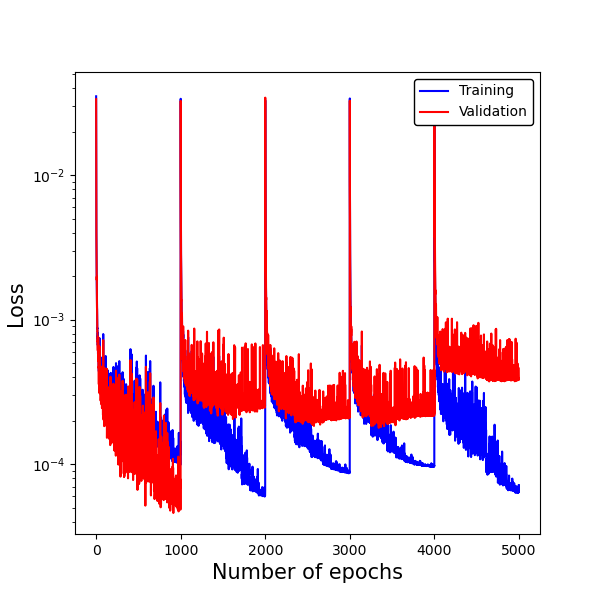 Training
Validation
10⁻²
10⁻³
10⁻⁴
Loss
0 1000 2000 3000 4000 5000
Number of epochs